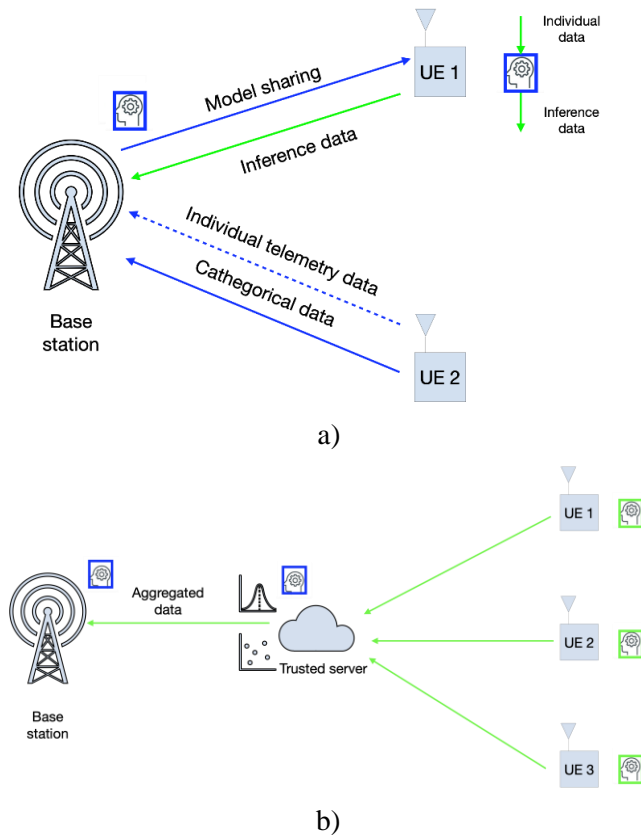 Individual
data
UE 1
Model sharing
Inference
data
Inference data
Individual telemetry data
Cathegorical data
Base
station
UE 2
a)
UE 1
Aggregated
data
UE 2
Trusted server
Base
station
UE 3
b)